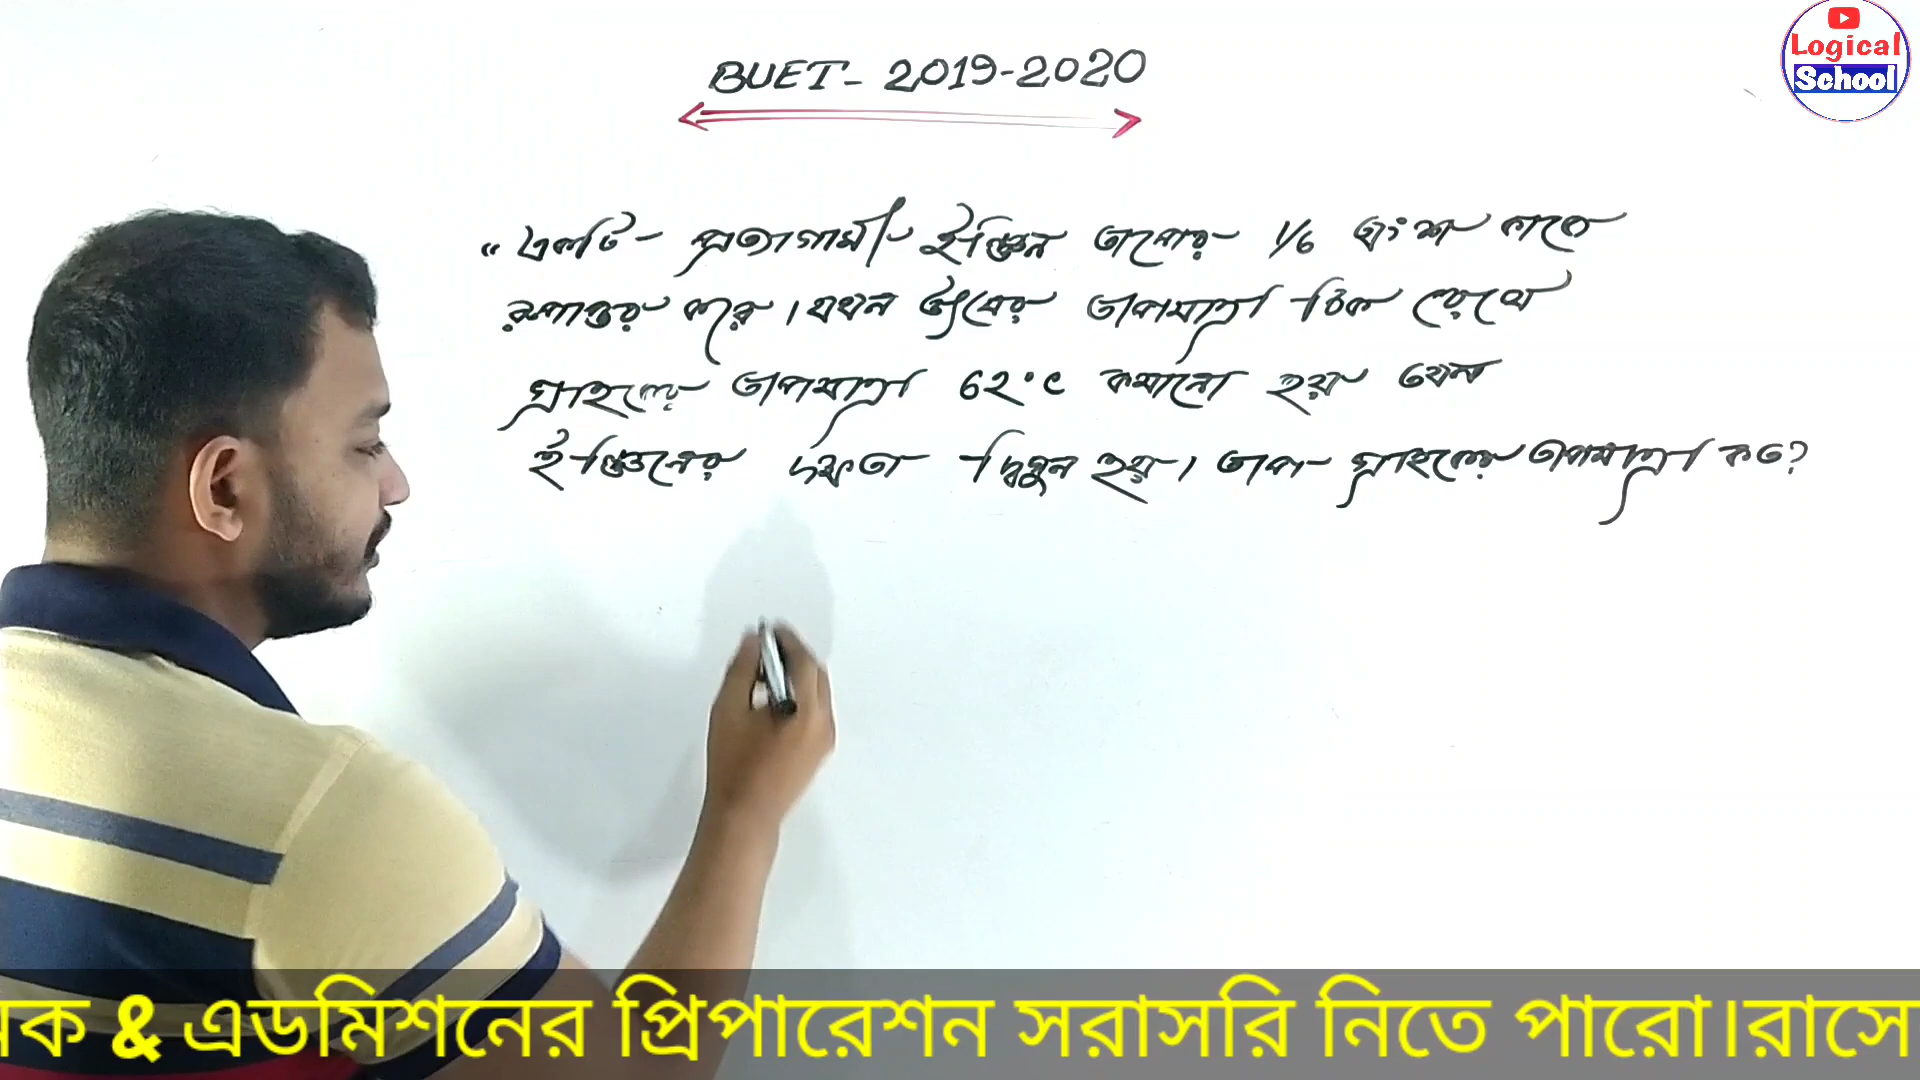 BUET - 2019-2020
Logical
School
"একটি প্রত্যাগামী ইঞ্জিন তাপের 1/6 অংশ কাজে
রূপান্তর করে। যখন উৎসের তাপমাত্রা ঠিক রেখে
গ্রাহকের তাপমাত্রা 62°C কমানো হয় তখন
ইঞ্জিনের দক্ষতা দ্বিগুন হয়। তাপ গ্রাহকের তাপমাত্রা কত?
ক & এডমিশনের প্রিপারেশন সরাসরি নিতে পারো।রাসে